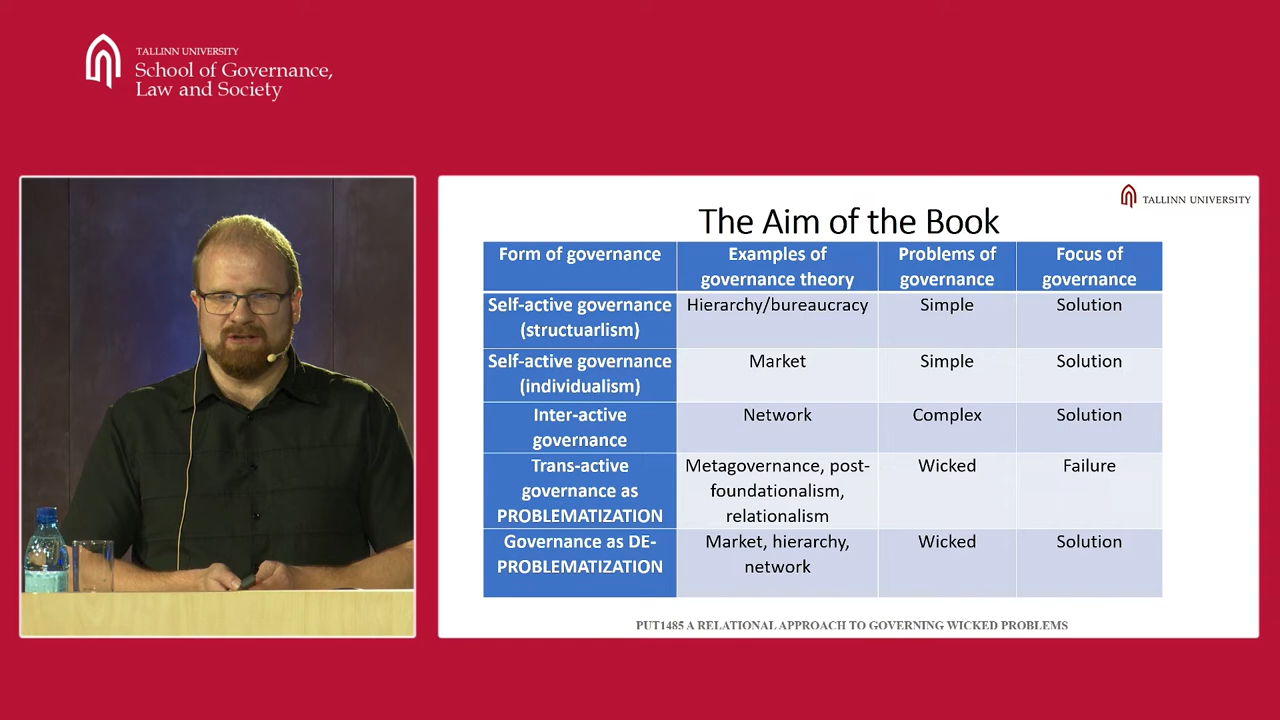 TALLINN UNIVERSITY
School of Governance,
Law and Society
TALLINN UNIVERSITY
The Aim of the Book
Form of governance
Examples of
governance theory
Problems of
governance
Focus of
governance
Self-active governance
(structuarlism)
Hierarchy/bureaucracy
Simple
Solution
Self-active governance
(individualism)
Market
Simple
Solution
Inter-active
governance
Network
Complex
Solution
Trans-active
governance as
PROBLEMATIZATION
Metagovernance, post-
foundationalism,
relationalism
Wicked
Failure
Governance as DE-
PROBLEMATIZATION
Market, hierarchy,
network
Wicked
Solution
PUT1485 A RELATIONAL APPROACH TO GOVERNING WICKED PROBLEMS